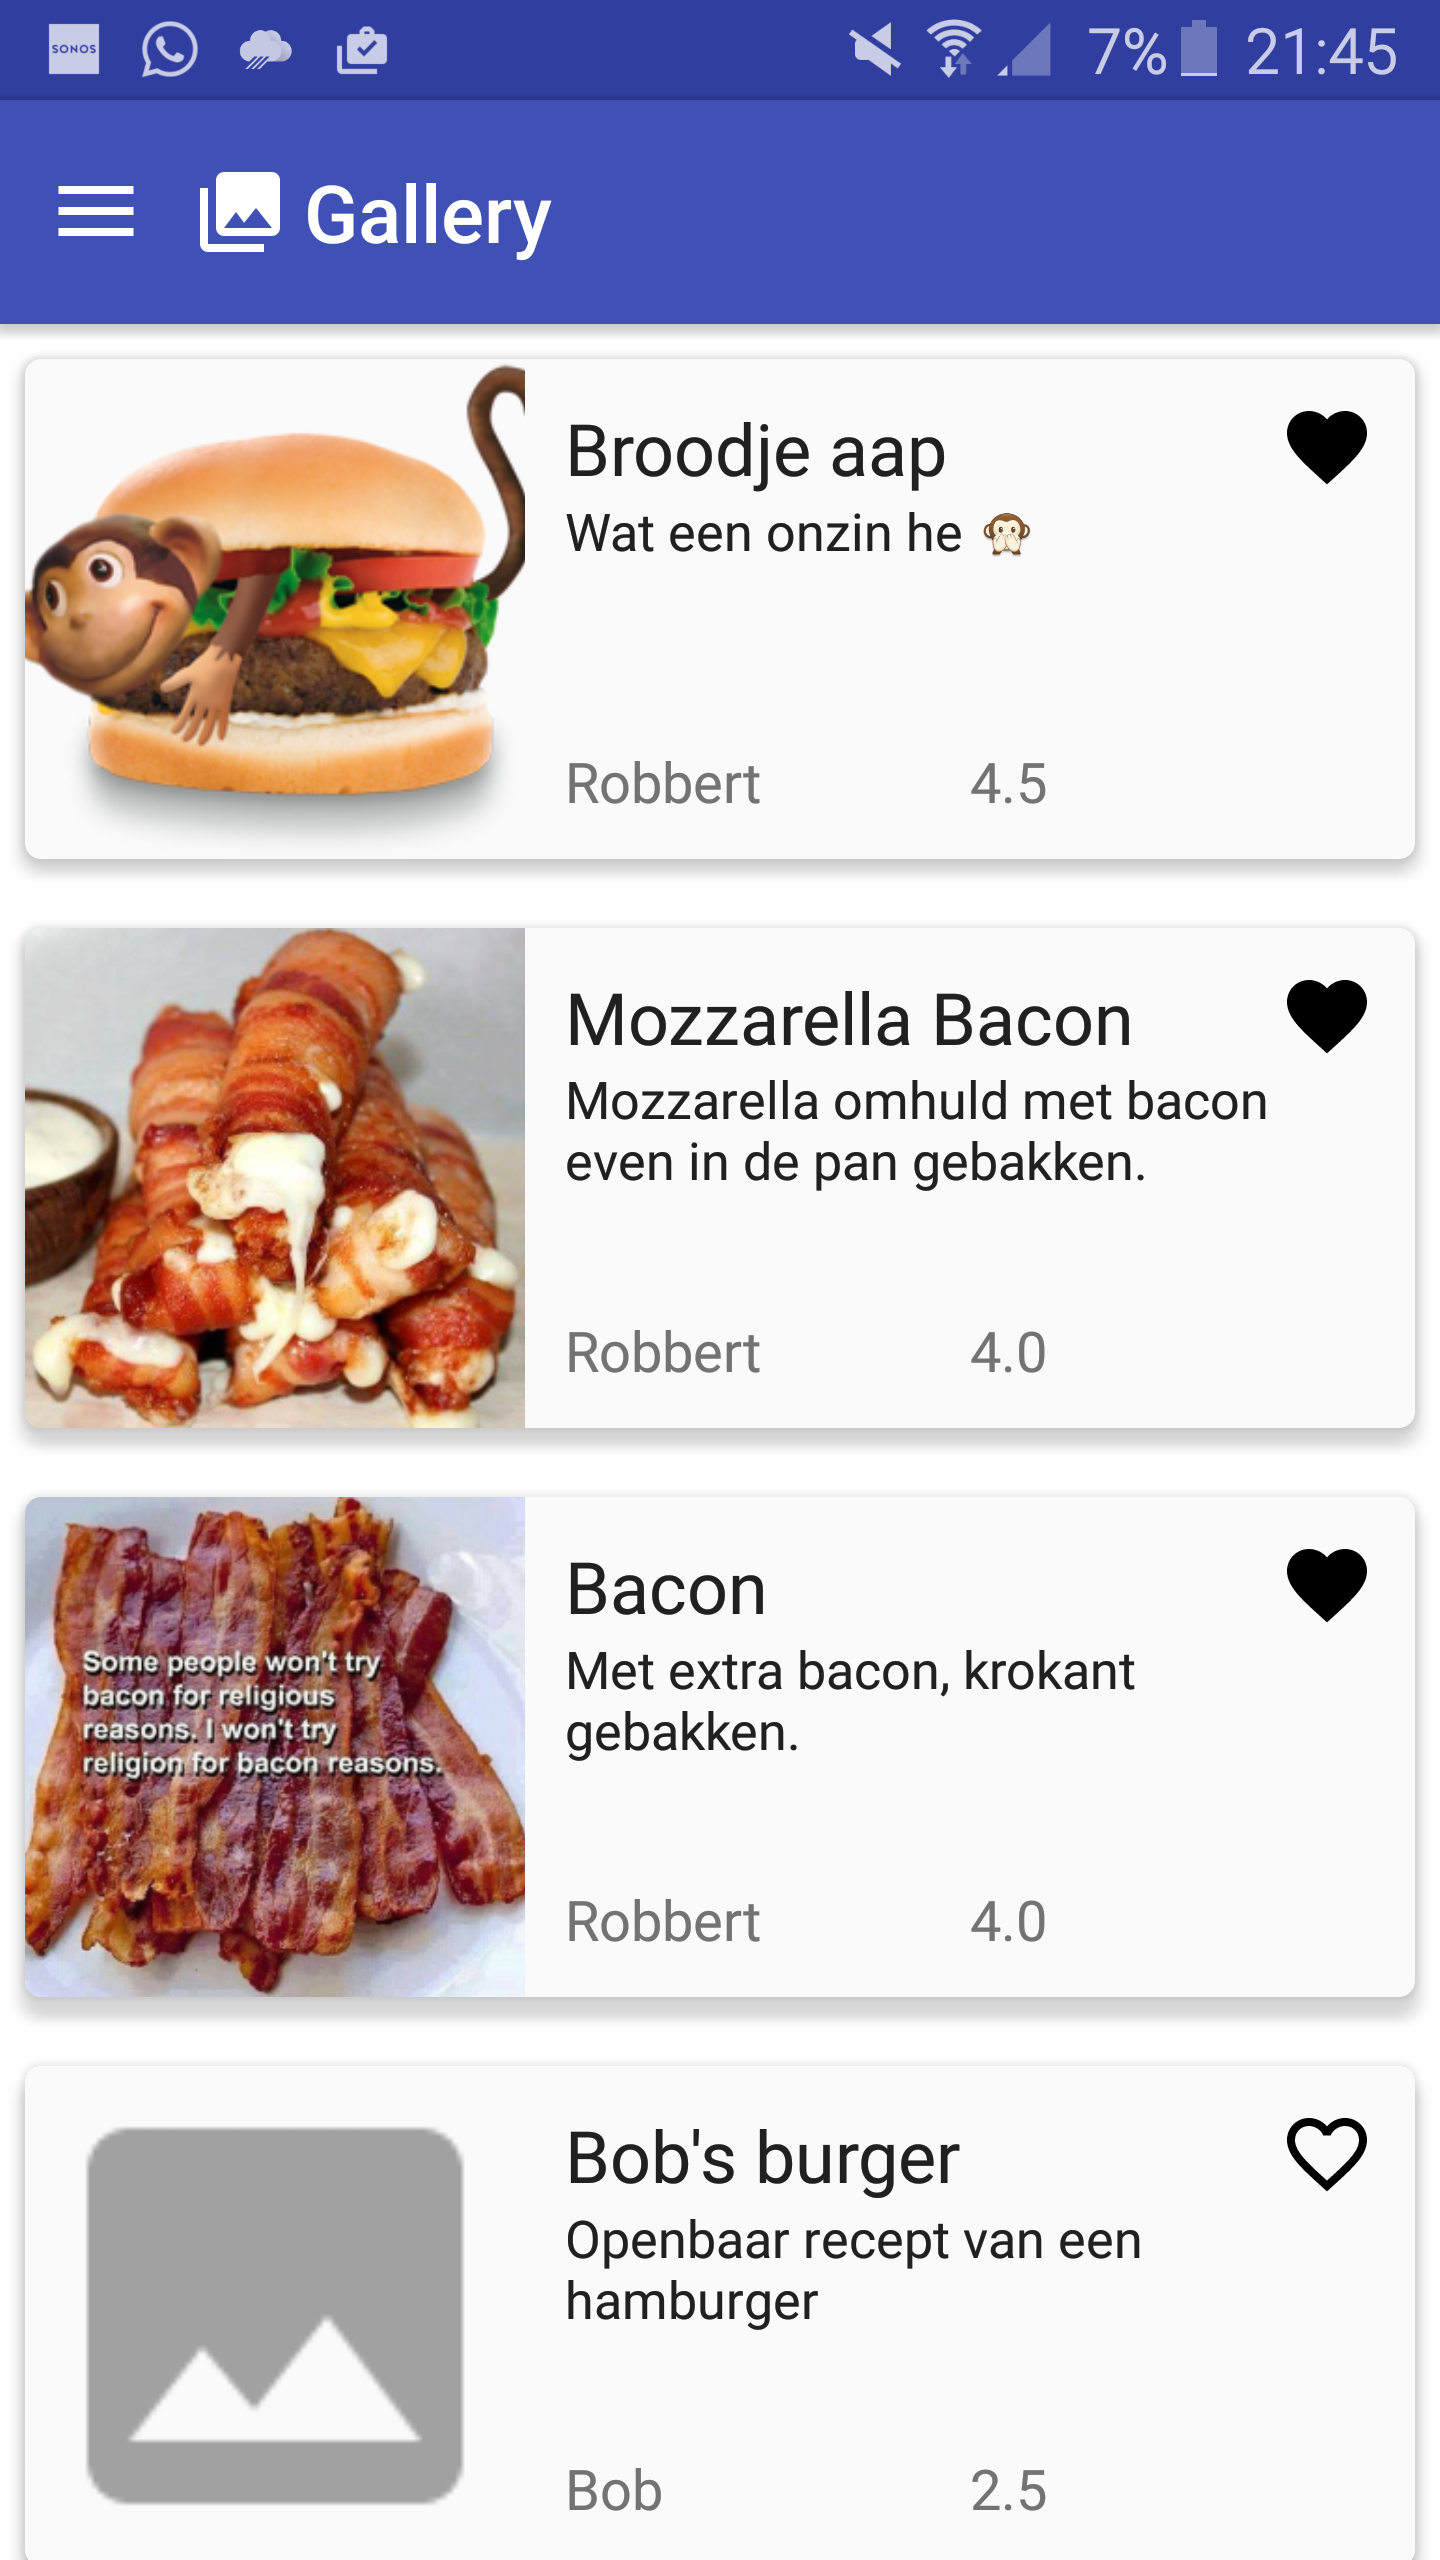 SONOS
7% 21:45
Gallery
Broodje aap
Wat een onzin he 🙊
Robbert 4.5
Mozzarella Bacon
Mozzarella omhuld met bacon
even in de pan gebakken.
Robbert 4.0
Some people won't try
bacon for religious
reasons. I won't try
religion for bacon reasons.
Bacon
Met extra bacon, krokant
gebakken.
Robbert 4.0
Bob's burger
Openbaar recept van een
hamburger
Bob 2.5